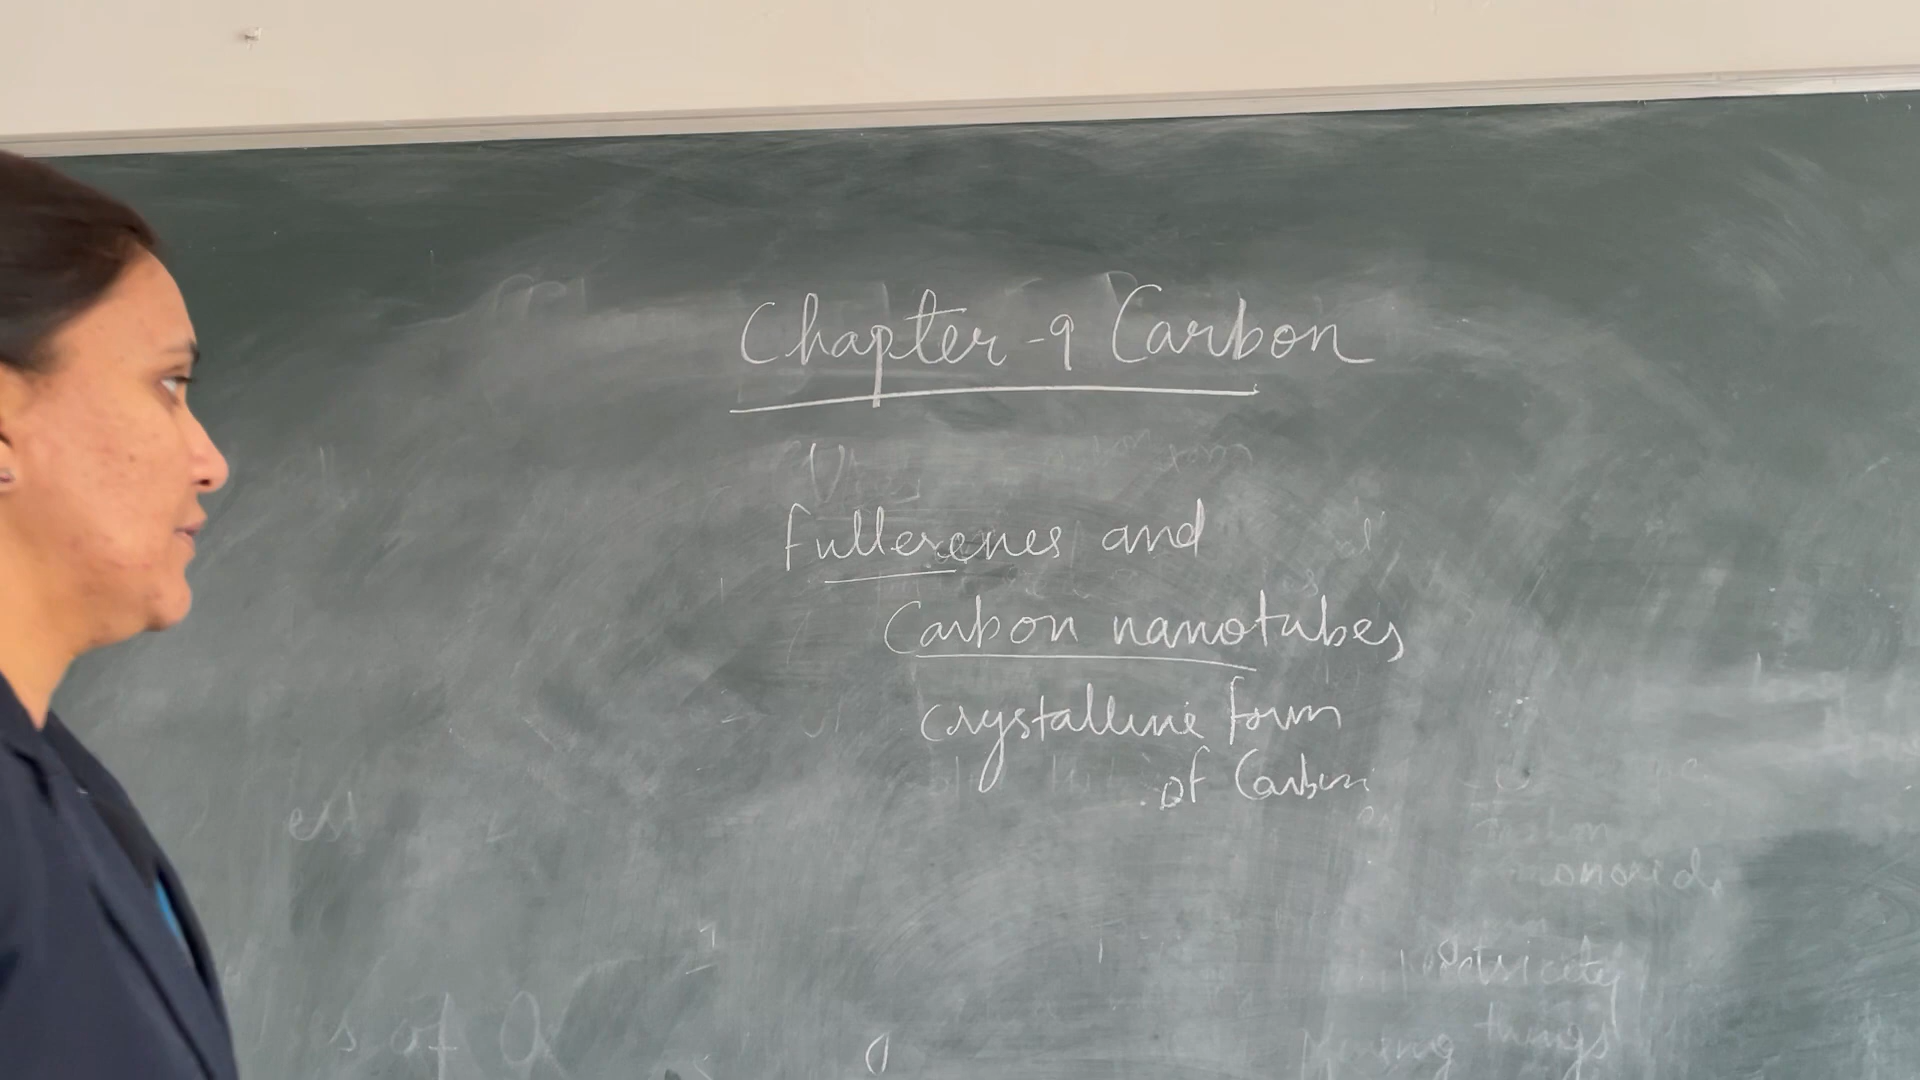 Chapter-9 Carbon
fullerenes and
Carbon nanotubes
crystalline form
of Carbon